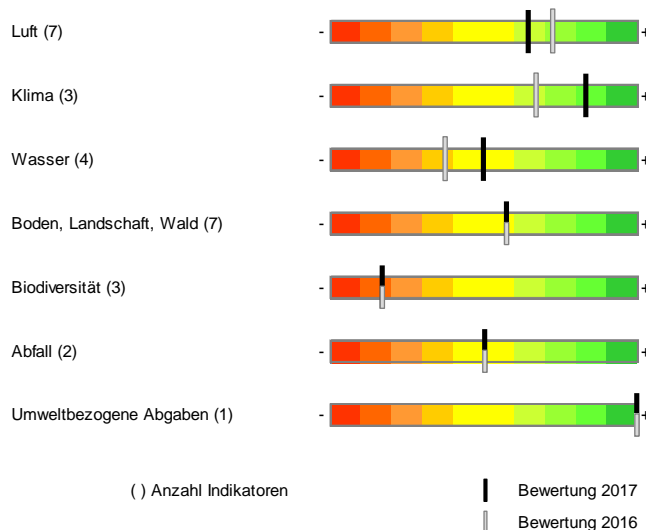 Luft (7) - +
Klima (3) - +
Wasser (4) - +
Boden, Landschaft, Wald (7) - +
Biodiversität (3) - +
Abfall (2) - +
Umweltbezogene Abgaben (1) - +
( ) Anzahl Indikatoren Bewertung 2017
Bewertung 2016